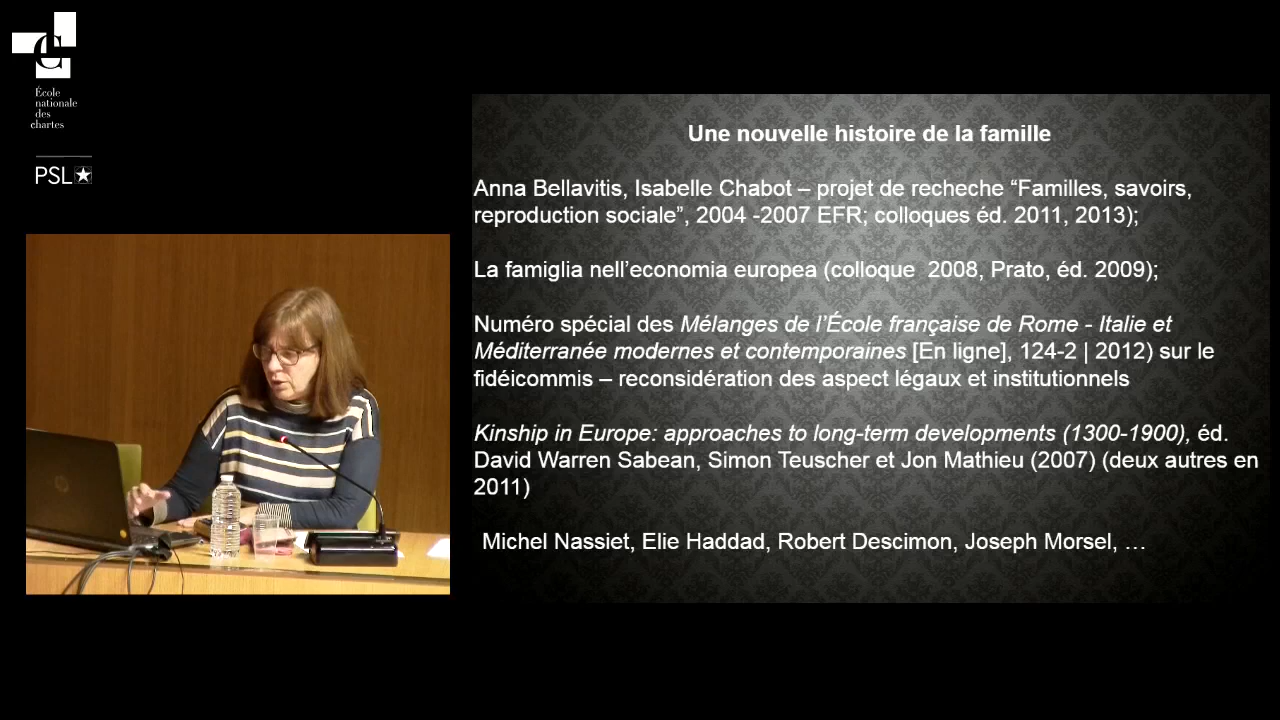 École
nationale
des
chartes
PSL
Une nouvelle histoire de la famille
Anna Bellavitis, Isabelle Chabot – projet de recheche “Familles, savoirs,
reproduction sociale”, 2004 -2007 EFR; colloques éd. 2011, 2013);
La famiglia nell’economia europea (colloque  2008, Prato, éd. 2009);
Numéro spécial des Mélanges de l’École française de Rome - Italie et
Méditerranée modernes et contemporaines [En ligne], 124-2 | 2012) sur le
fidéicommis – reconsidération des aspect légaux et institutionnels
Kinship in Europe: approaches to long-term developments (1300-1900), éd.
David Warren Sabean, Simon Teuscher et Jon Mathieu (2007) (deux autres en
2011)
Michel Nassiet, Elie Haddad, Robert Descimon, Joseph Morsel, …